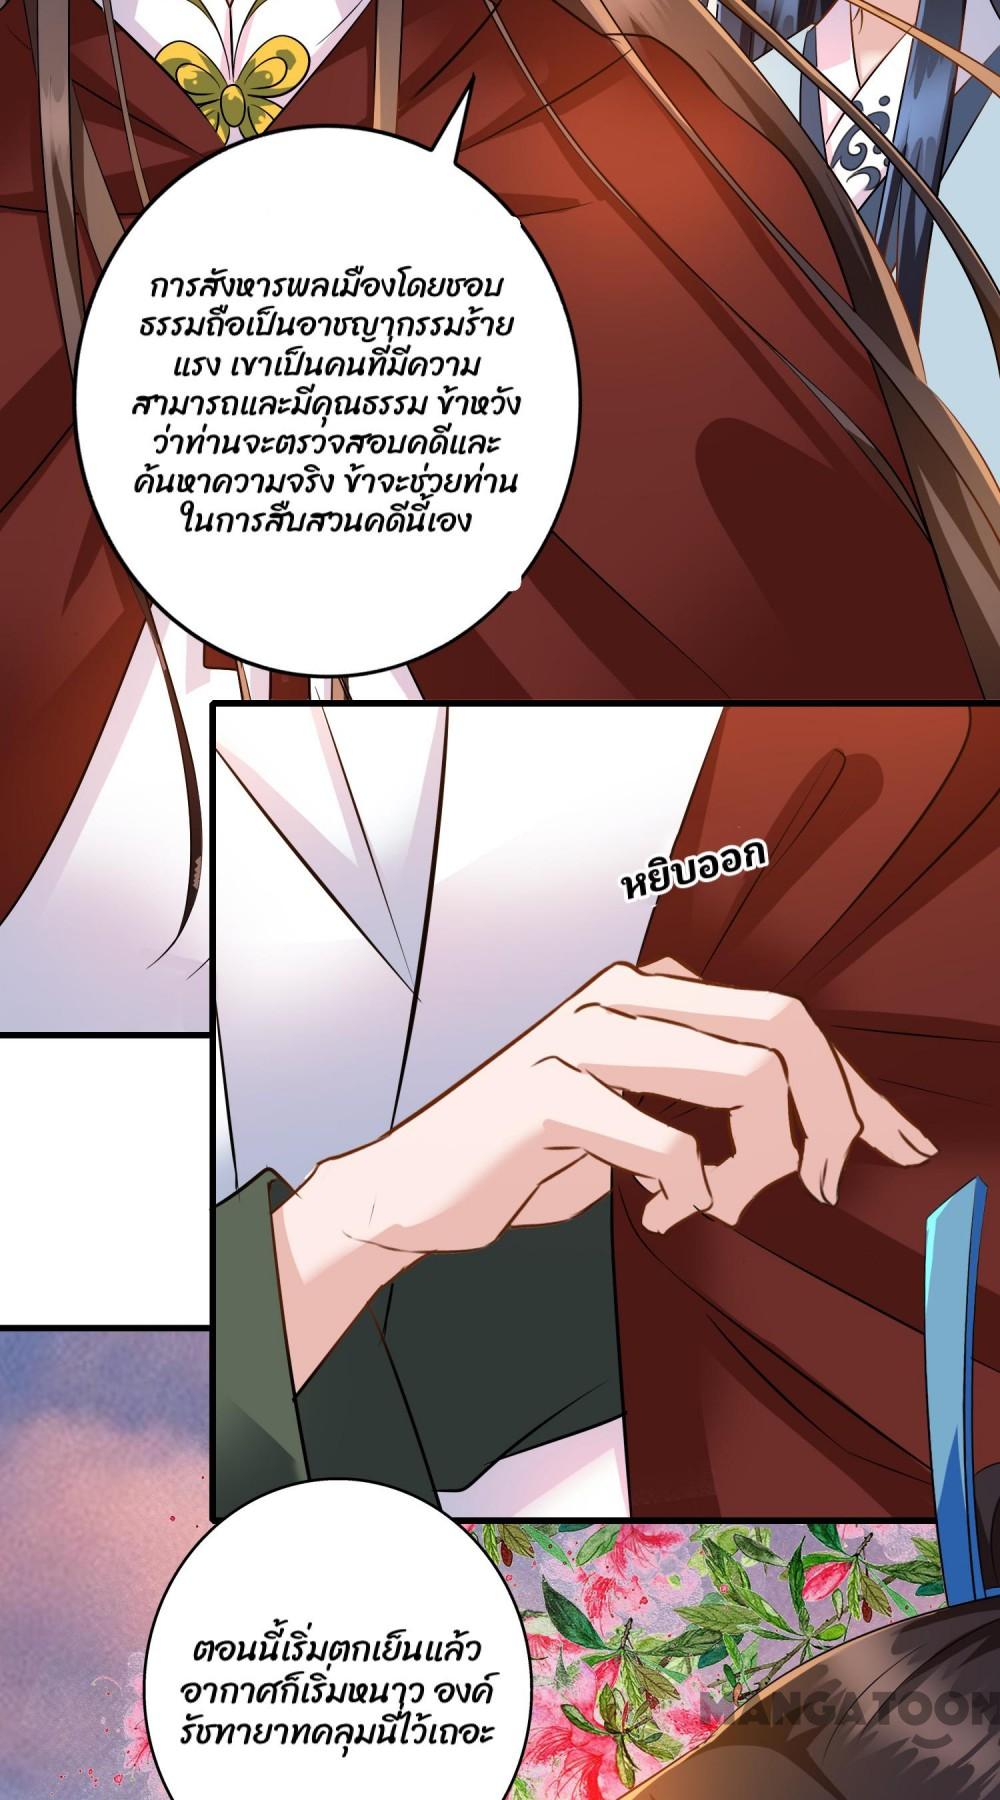 การสังหารพลเมืองโดยชอบ
ธรรมถือเป็นอาชญากรรมร้าย
แรง เขาเป็นคนที่มีความ
สามารถและมีคุณธรรม ข้าหวัง
ว่าท่านจะตรวจสอบคดีและ
ค้นหาความจริง ข้าจะช่วยท่าน
ในการสืบสวนคดีนี้เอง
หยิบออก
ตอนนี้เริ่มตกเย็นแล้ว
อากาศก็เริ่มหนาว องค์
รัชทายาทคลุมนี่ไว้เถอะ
MANGATOON